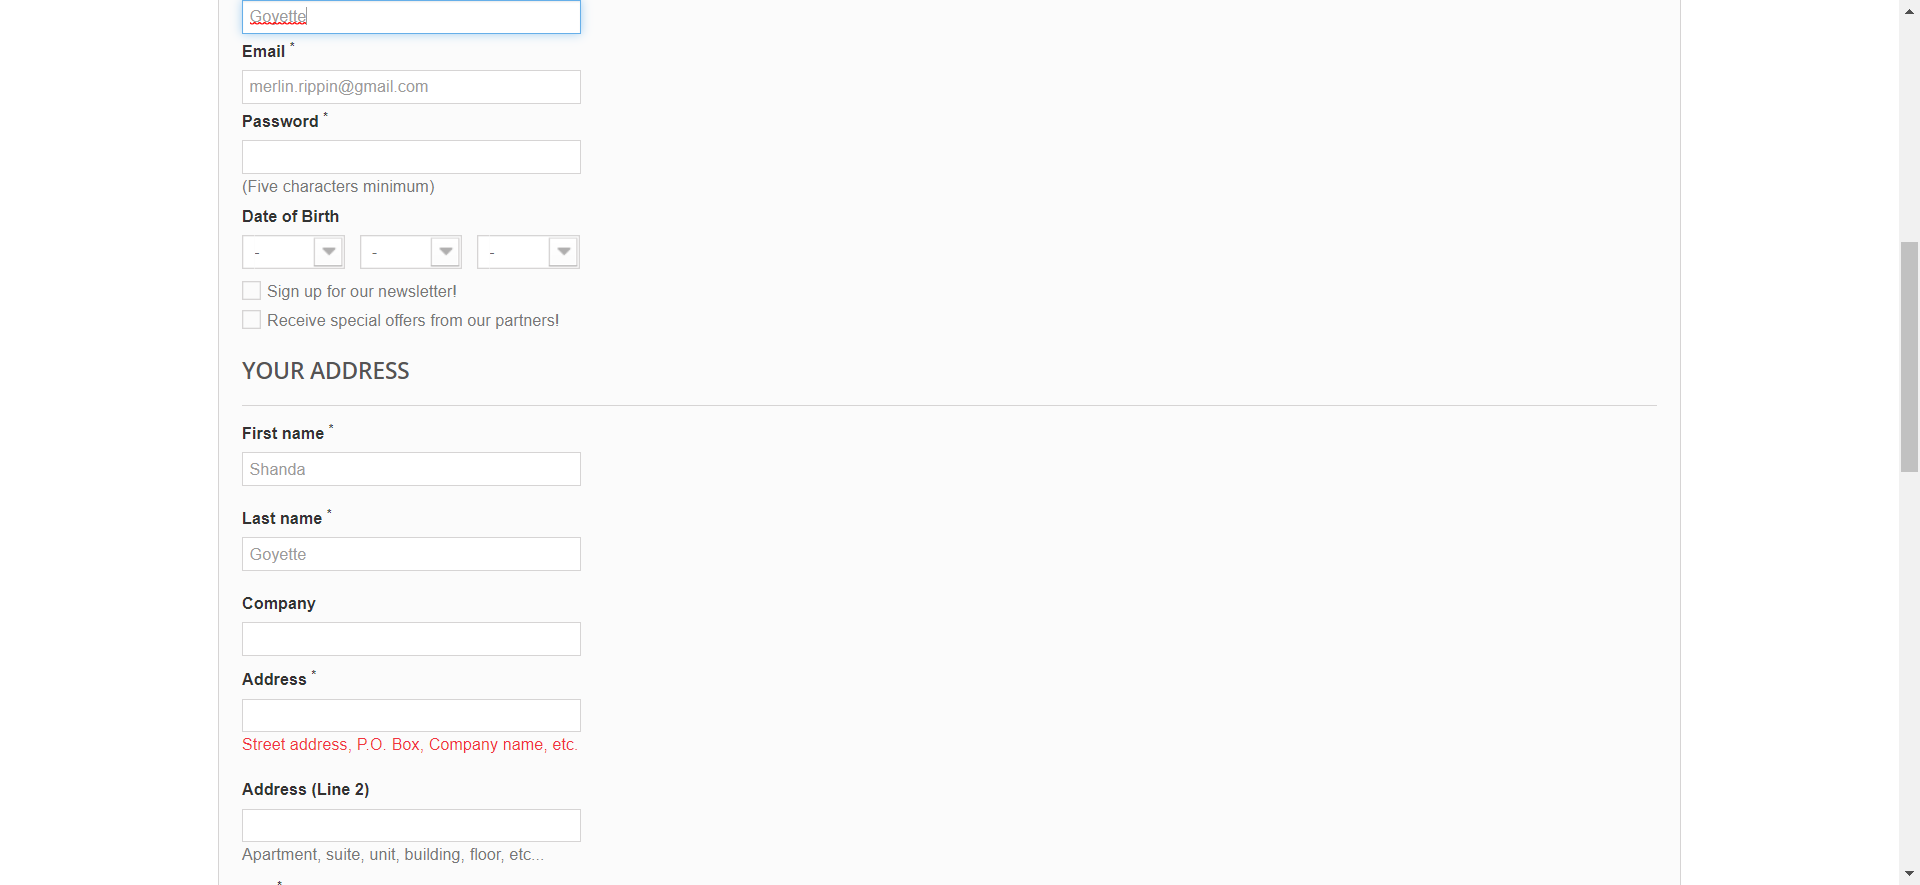 Goyette
Email *
merlin.rippin@gmail.com
Password *
(Five characters minimum)
Date of Birth
- - -
Sign up for our newsletter!
Receive special offers from our partners!
YOUR ADDRESS
First name *
Shanda
Last name *
Goyette
Company
Address *
Street address, P.O. Box, Company name, etc.
Address (Line 2)
Apartment, suite, unit, building, floor, etc...
*